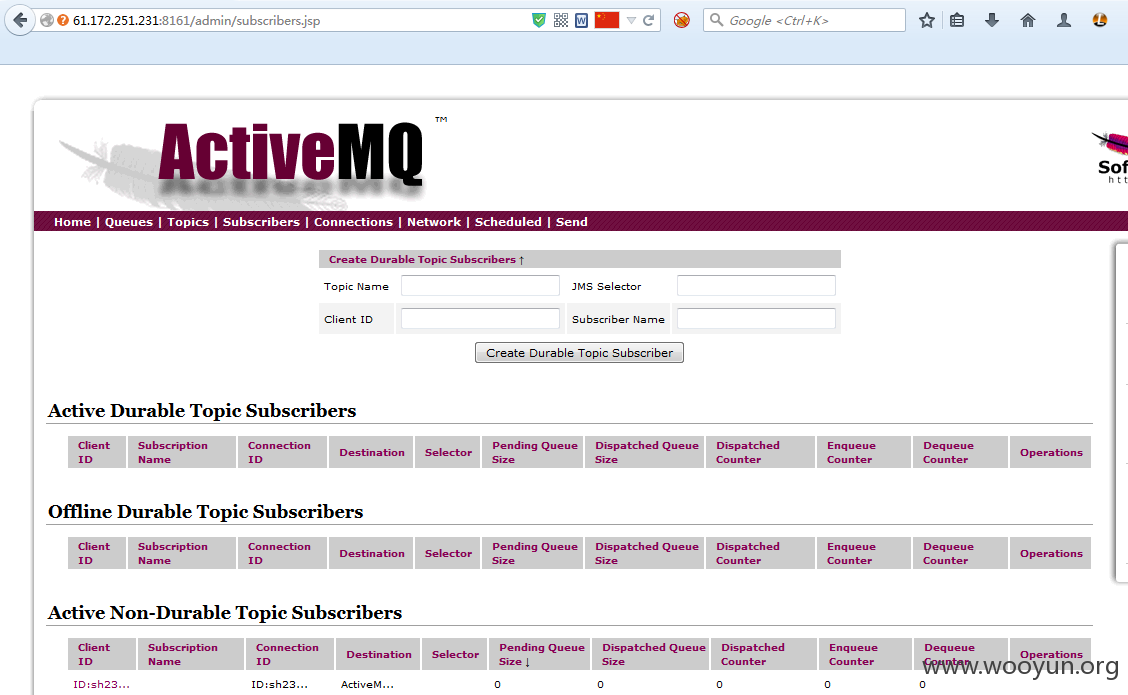 61.172.251.231:8161/admin/subscribers.jsp
Google <Ctrl+K>
ActiveMQ™
Sof
htt
Home | Queues | Topics | Subscribers | Connections | Network | Scheduled | Send
Create Durable Topic Subscribers ↑
Topic Name JMS Selector
Client ID Subscriber Name
Create Durable Topic Subscriber
Active Durable Topic Subscribers
Client ID Subscription Name Connection ID Destination Selector Pending Queue Size Dispatched Queue Size Dispatched Counter Enqueue Counter Dequeue Counter Operations
Offline Durable Topic Subscribers
Client ID Subscription Name Connection ID Destination Selector Pending Queue Size Dispatched Queue Size Dispatched Counter Enqueue Counter Dequeue Counter Operations
Active Non-Durable Topic Subscribers
Client ID Subscription Name Connection ID Destination Selector Pending Queue Size ↓ Dispatched Queue Size Dispatched Counter Enqueue Counter Dequeue Counter Operations
ID:sh23... ID:sh23... ActiveM... 0 0 0 0 0
www.wooyun.org